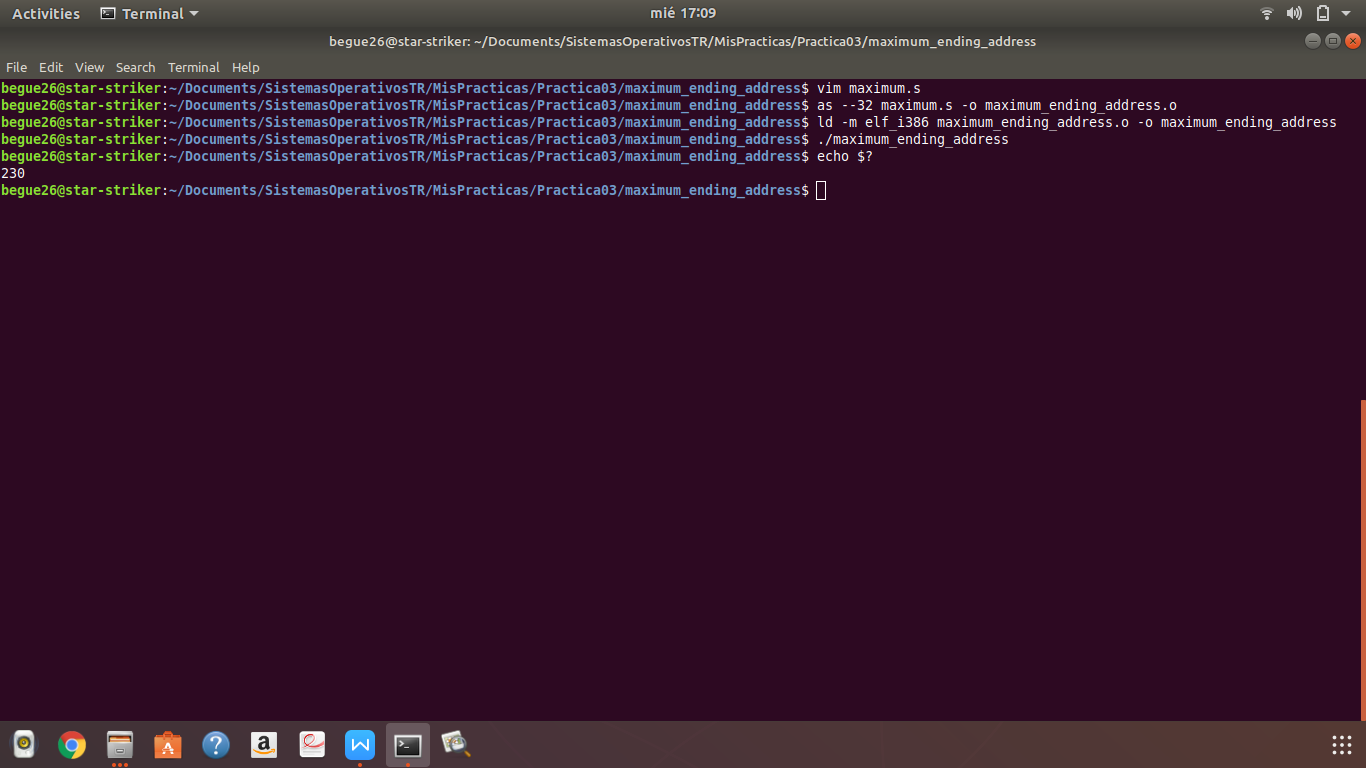 Activities Terminal mié 17:09
begue26@star-striker: ~/Documents/SistemasOperativosTR/MisPracticas/Practica03/maximum_ending_address
File Edit View Search Terminal Help
begue26@star-striker:~/Documents/SistemasOperativosTR/MisPracticas/Practica03/maximum_ending_address$ vim maximum.s
begue26@star-striker:~/Documents/SistemasOperativosTR/MisPracticas/Practica03/maximum_ending_address$ as --32 maximum.s -o maximum_ending_address.o
begue26@star-striker:~/Documents/SistemasOperativosTR/MisPracticas/Practica03/maximum_ending_address$ ld -m elf_i386 maximum_ending_address.o -o maximum_ending_address
begue26@star-striker:~/Documents/SistemasOperativosTR/MisPracticas/Practica03/maximum_ending_address$ ./maximum_ending_address
begue26@star-striker:~/Documents/SistemasOperativosTR/MisPracticas/Practica03/maximum_ending_address$ echo $?
230
begue26@star-striker:~/Documents/SistemasOperativosTR/MisPracticas/Practica03/maximum_ending_address$